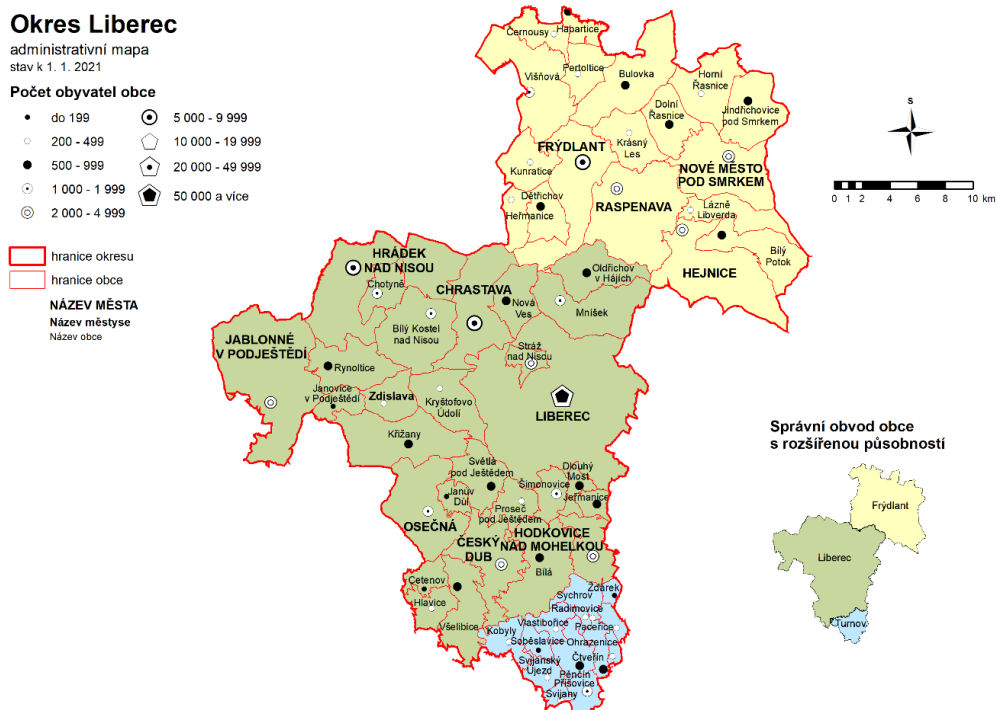 Okres Liberec
administrativní mapa
stav k 1. 1. 2021
Počet obyvatel obce
do 199
200 - 499
500 - 999
1 000 - 1 999
2 000 - 4 999
5 000 - 9 999
10 000 - 19 999
20 000 - 49 999
50 000 a více
hranice okresu
hranice obce
NÁZEV MĚSTA
Název městyse
Název obce
Černousy
Habartice
Višňová
Pertoltice
Bulovka
Horní
Řasnice
Dolní
Řasnice
Jindřichovice
pod Smrkem
Krásný
Les
FRÝDLANT
Kunratice
NOVÉ MĚSTO
POD SMRKEM
Dětřichov
Heřmanice
RASPENAVA
Lázně
Libverda
Bílý
Potok
HEJNICE
S
0 1 2 4 6 8 10 km
HRÁDEK
NAD NISOU
Chotyně
CHRASTAVA
Oldřichov
v Hájích
Nová
Ves
Mníšek
Bílý Kostel
nad Nisou
JABLONNÉ
V PODJEŠTĚDÍ
Stráž
nad Nisou
Rynoltice
Janovice
v Podještědí
Zdislava
Kryštofovo
Údolí
LIBEREC
Křižany
Světlá
pod Ještědem
Dlouhý
Most
Šimonovice
Janův
Důl
Jeřmanice
Proseč
pod Ještědem
OSEČNÁ
ČESKÝ
DUB
HODKOVICE
NAD MOHELKOU
Bílá
Cetenov
Hlavice
Všelibice
Žďárek
Sychrov
Radimovice
Vlastibořice
Paceřice
Kobyly
Soběslavice
Ohrazenice
Svijanský
Újezd
Čtveřín
Pěnčín
Příšovice
Svijany
Správní obvod obce
s rozšířenou působností
Frýdlant
Liberec
Turnov